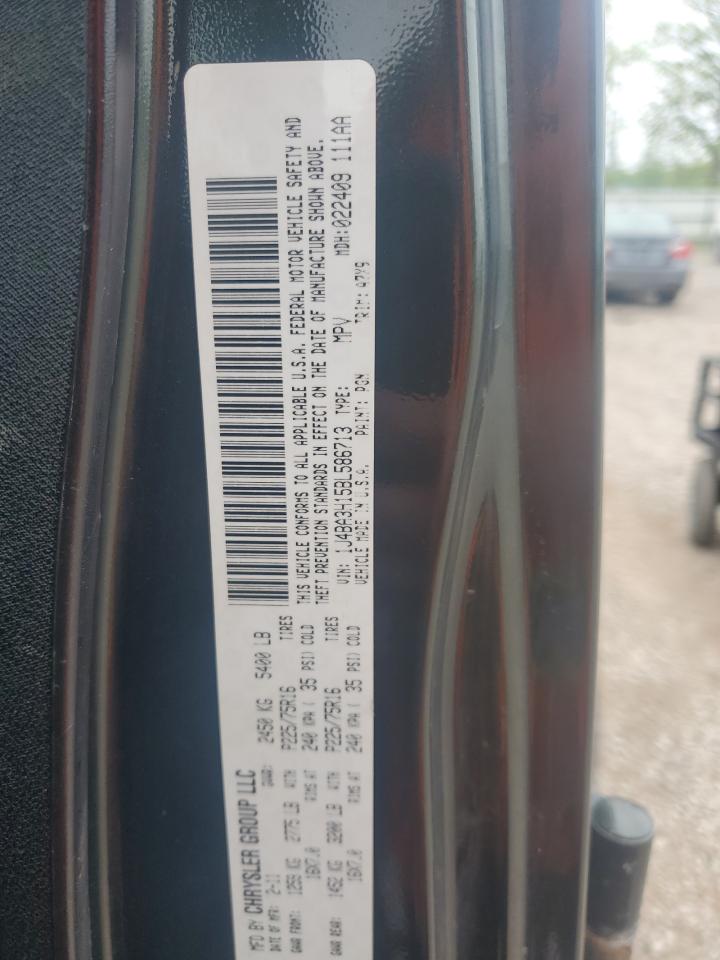 MFD BY CHRYSLER GROUP LLC
DATE OF MFR: 2-11 GVWR: 2450 KG 5400 LB
GAWR FRONT: 1259 KG 2775 LB WITH P225/75R16 TIRES
16X7.0 RIMS AT 240 KPA ( 35 PSI) COLD
GAWR REAR: 1452 KG 3200 LB WITH P225/75R16 TIRES
16X7.0 RIMS AT 240 KPA ( 35 PSI) COLD
THIS VEHICLE CONFORMS TO ALL APPLICABLE U.S.A. FEDERAL MOTOR VEHICLE SAFETY AND
THEFT PREVENTION STANDARDS IN EFFECT ON THE DATE OF MANUFACTURE SHOWN ABOVE.
VIN: 1J4BA3H15BL586713 TYPE: MPV MDH:022409 111AA
VEHICLE MADE IN U.S.A. PAINT: PGM TRIM: A7X9